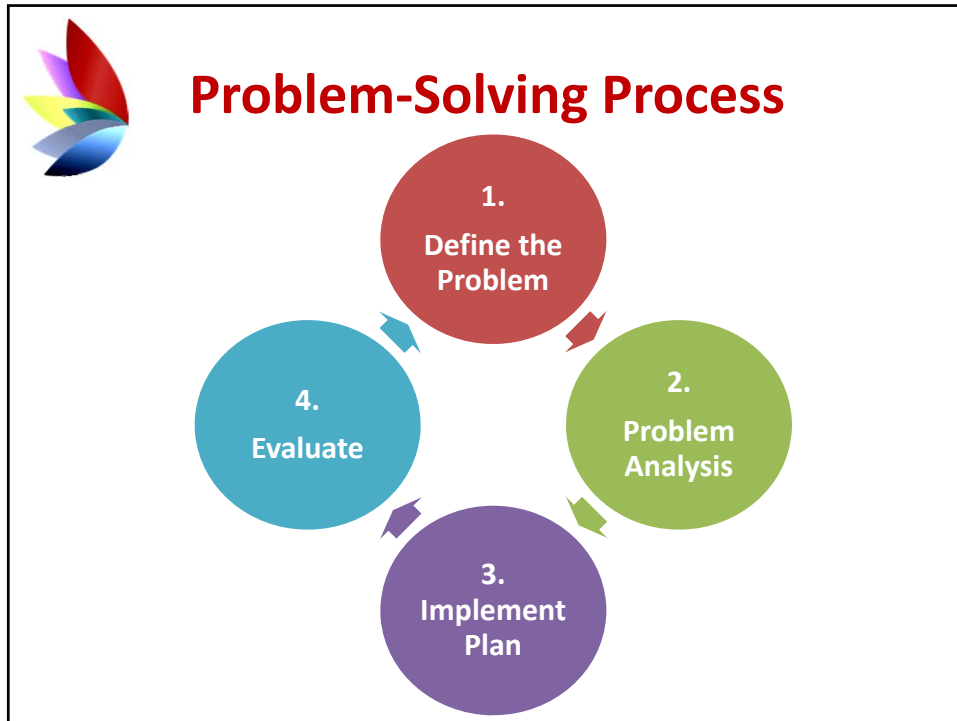 Problem-Solving Process
1.
Define the
Problem
2.
Problem
Analysis
3.
Implement
Plan
4.
Evaluate